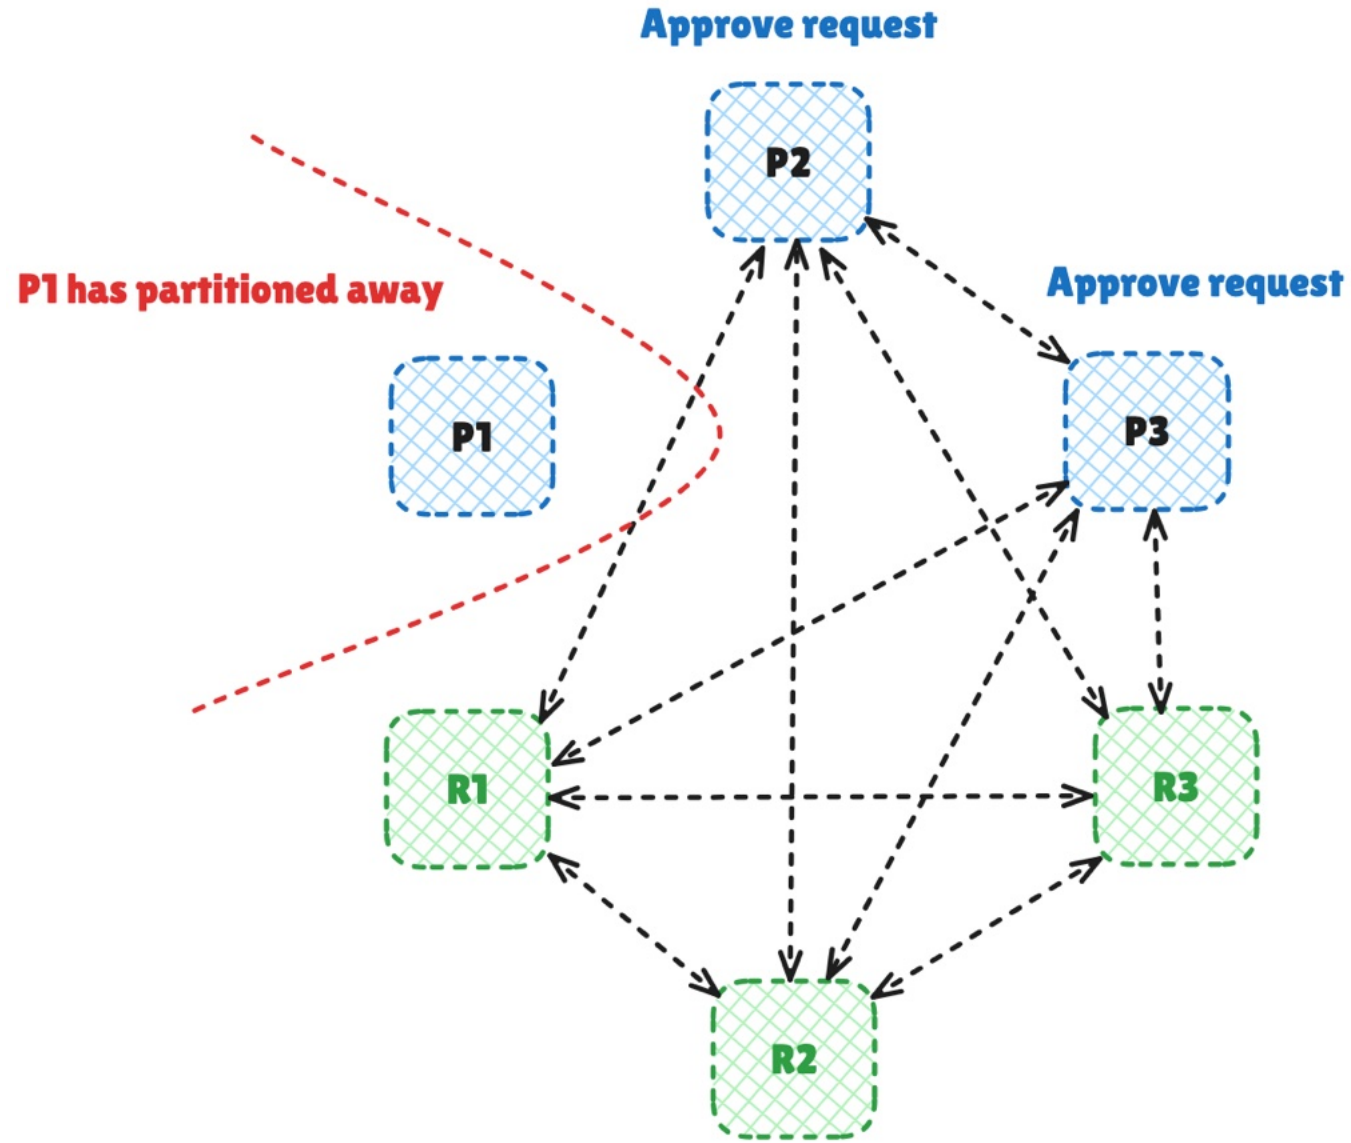 Approve request
P2
P1 has partitioned away
Approve request
P1
P3
R1
R3
R2